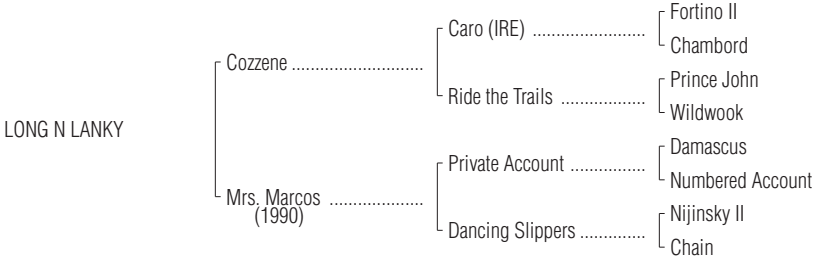 Fortino II
Caro (IRE) ........................
Chambord
Cozzene ............................
Prince John
Ride the Trails ..................
Wildwook
LONG N LANKY
Damascus
Private Account ................
Numbered Account
Mrs. Marcos ....................
(1990)
Nijinsky II
Dancing Slippers ..............
Chain